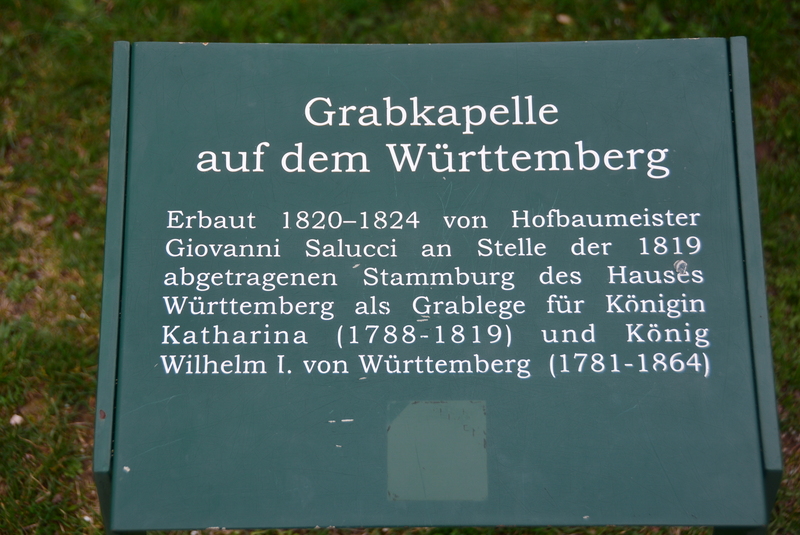 Grabkapelle
auf dem Württemberg
Erbaut 1820–1824 von Hofbaumeister
Giovanni Salucci an Stelle der 1819
abgetragenen Stammburg des Hauses
Württemberg als Grablege für Königin
Katharina (1788-1819) und König
Wilhelm I. von Württemberg (1781-1864)